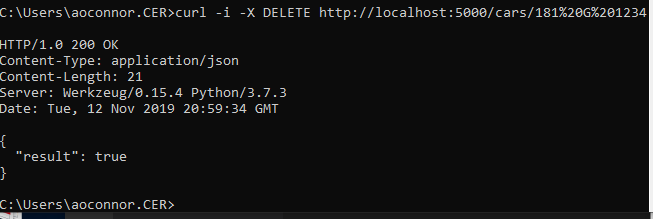 C:\Users\aoconnor.CER>curl -i -X DELETE http://localhost:5000/cars/181%20G%201234
HTTP/1.0 200 OK
Content-Type: application/json
Content-Length: 21
Server: Werkzeug/0.15.4 Python/3.7.3
Date: Tue, 12 Nov 2019 20:59:34 GMT
{
  "result": true
}
C:\Users\aoconnor.CER>